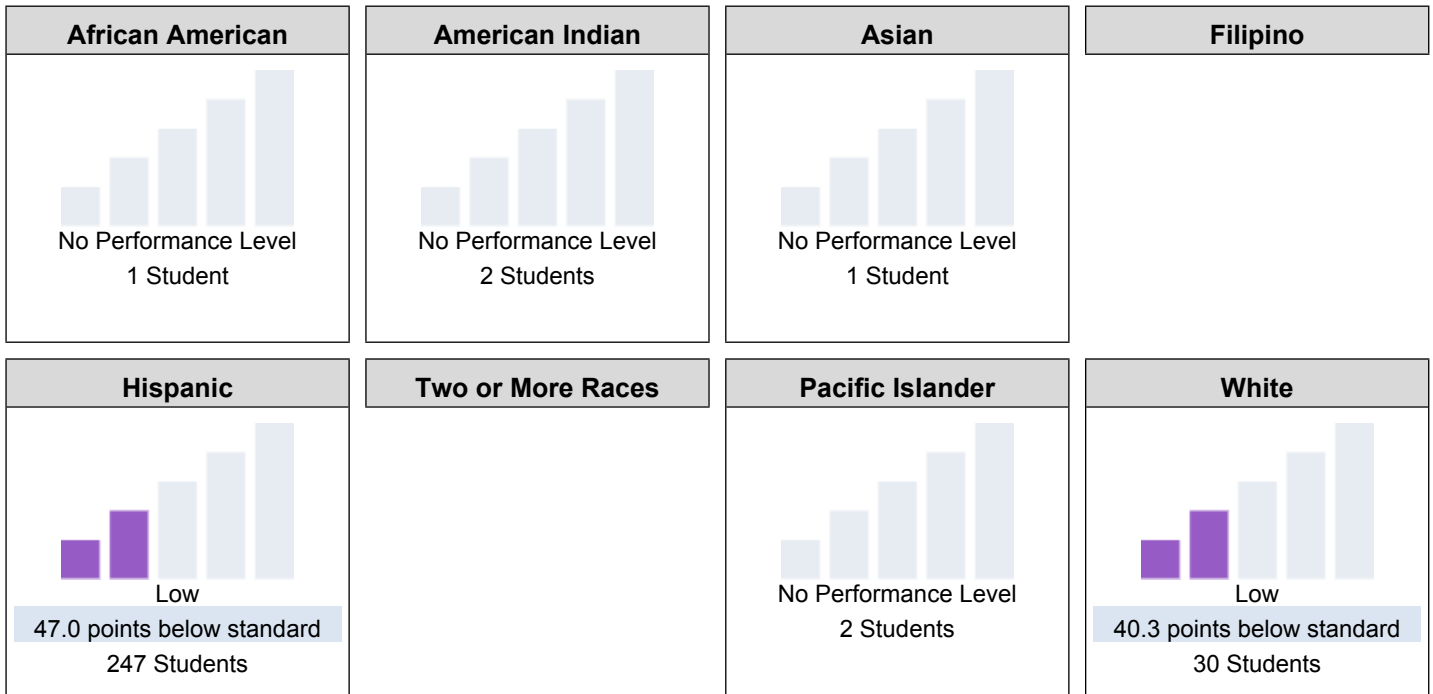 African American
No Performance Level
1 Student
American Indian
No Performance Level
2 Students
Asian
No Performance Level
1 Student
Filipino
Hispanic
Low
47.0 points below standard
247 Students
Two or More Races
Pacific Islander
No Performance Level
2 Students
White
Low
40.3 points below standard
30 Students